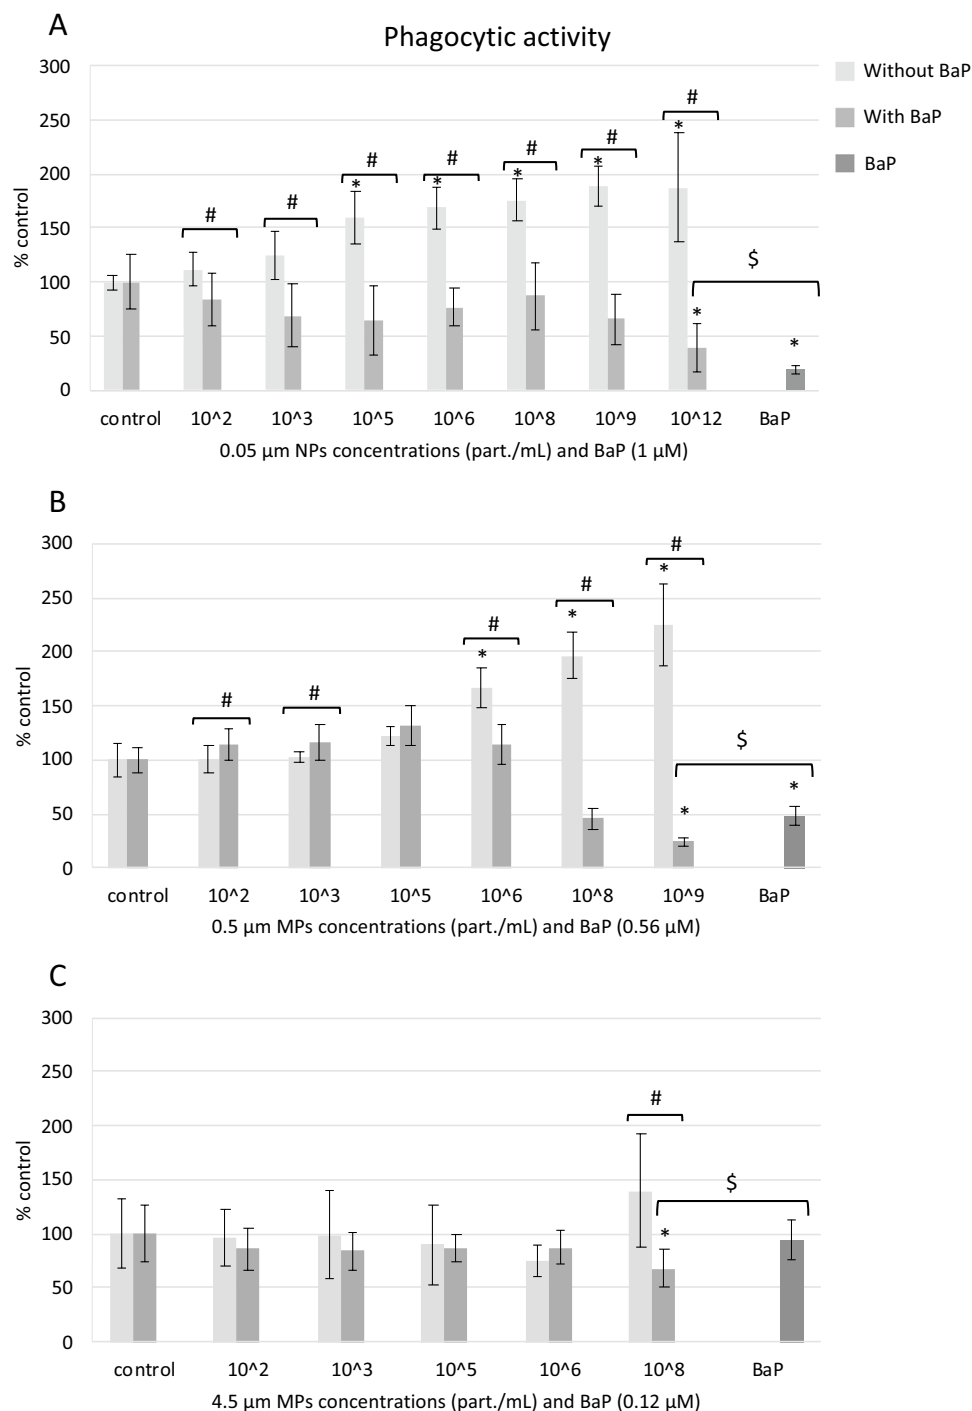 A
Phagocytic activity
Without BaP
With BaP
BaP
% control
300
250
200
150
100
50
0
# # # # # # #
* * * * *
$
* *
control 10^2 10^3 10^5 10^6 10^8 10^9 10^12 BaP
0.05 µm NPs concentrations (part./mL) and BaP (1 µM)
B
% control
300
250
200
150
100
50
0
# # # # #
* * *
$
* *
control 10^2 10^3 10^5 10^6 10^8 10^9 BaP
0.5 µm MPs concentrations (part./mL) and BaP (0.56 µM)
C
% control
300
250
200
150
100
50
0
#
$
*
control 10^2 10^3 10^5 10^6 10^8 BaP
4.5 µm MPs concentrations (part./mL) and BaP (0.12 µM)